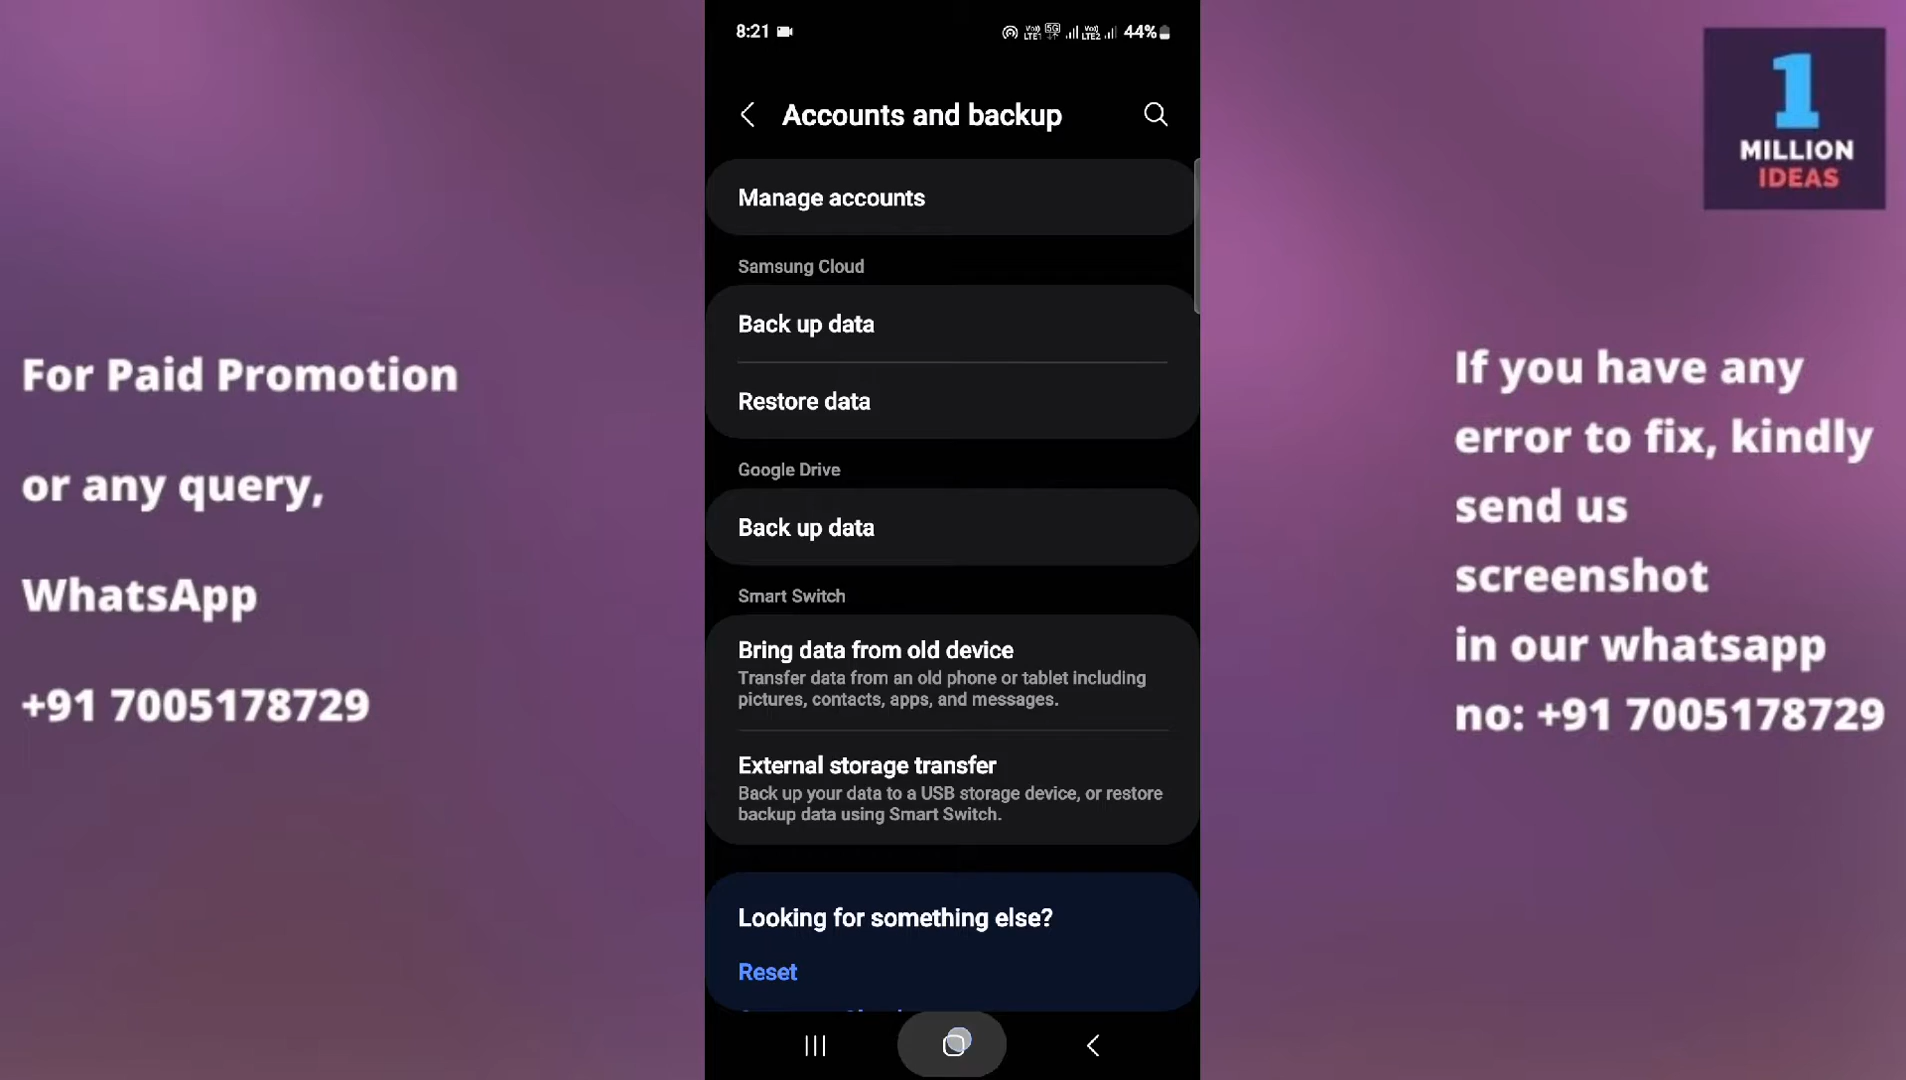 8:21
LTE1 5G LTE2 44%
Accounts and backup
1
MILLION
IDEAS
Manage accounts
Samsung Cloud
Back up data
Restore data
Google Drive
Back up data
Smart Switch
Bring data from old device
Transfer data from an old phone or tablet including
pictures, contacts, apps, and messages.
External storage transfer
Back up your data to a USB storage device, or restore
backup data using Smart Switch.
Looking for something else?
Reset
For Paid Promotion
or any query,
WhatsApp
+91 7005178729
If you have any
error to fix, kindly
send us
screenshot
in our whatsapp
no: +91 7005178729